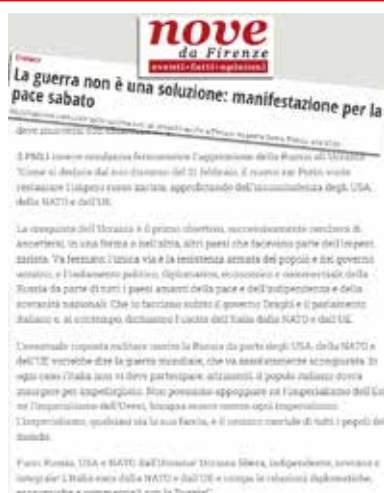 nove
da Firenze
eventi-fatti-opinioni
La guerra non è una soluzione: manifestazione per la
pace sabato
Il PMLI invece condanna fermamente l'aggressione della Russia all'Ucraina
"Come si deduce dal suo discorso del 21 febbraio, il nuovo zar Putin vuole
restaurare l'impero russo zarista, approfittando dell'inconcludenza degli USA,
della NATO e dell'UE.
La conquista dell'Ucraina è il primo obiettivo, successivamente cercherà di
annettersi, in una forma o nell'altra, altri paesi che facevano parte dell'impero
zarista. Va fermato: l'unica via è la resistenza armata dei popoli e dei governi
e l'isolamento politico, diplomatico, economico e commerciale della
Russia da parte di tutti i paesi amanti della pace e dell'indipendenza e della
sovranità nazionali. Che lo facciano subito il governo Draghi e il parlamento
italiano e, al contempo, dichiarino l'uscita dell'Italia dalla NATO e dall'UE.
L'eventuale risposta militare contro la Russia da parte degli USA, della NATO e
dell'UE vorrebbe dire la guerra mondiale, che va assolutamente scongiurata. In
ogni caso l'Italia non vi deve partecipare, altrimenti il popolo italiano dovrà
insorgere per impedirglielo. Non possiamo appoggiare né l'imperialismo dell'Est
né l'imperialismo dell'Ovest, bisogna essere contro ogni imperialismo.
L'imperialismo, qualsiasi sia la sua faccia, è il nemico mortale di tutti i popoli del
mondo.
Fuori Russia, USA e NATO dall'Ucraina! Ucraina libera, indipendente, sovrana e
integrale! L'Italia esca dalla NATO e dall'UE e rompa le relazioni diplomatiche,
economiche e commerciali con la Russia!"